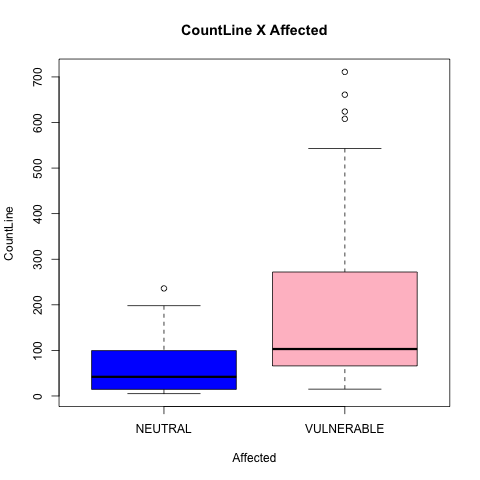 CountLine X Affected
CountLine
700
600
500
400
300
200
100
0
NEUTRAL
VULNERABLE
Affected